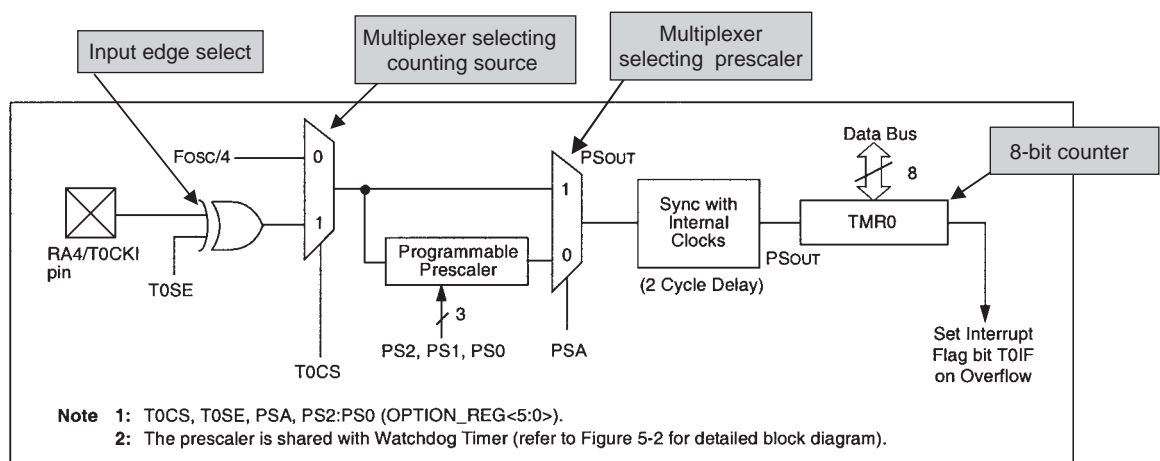 Input edge select
Multiplexer selecting
counting source
Multiplexer
selecting prescaler
8-bit counter
Data Bus
8
FOSC/4
0
1
PSOUT
1
0
RA4/T0CKI
pin
T0SE
T0CS
Programmable
Prescaler
3
PS2, PS1, PS0
PSA
Sync with
Internal
Clocks
(2 Cycle Delay)
PSOUT
TMR0
Set Interrupt
Flag bit T0IF
on Overflow
Note 1: T0CS, T0SE, PSA, PS2:PS0 (OPTION_REG<5:0>).
2: The prescaler is shared with Watchdog Timer (refer to Figure 5-2 for detailed block diagram).